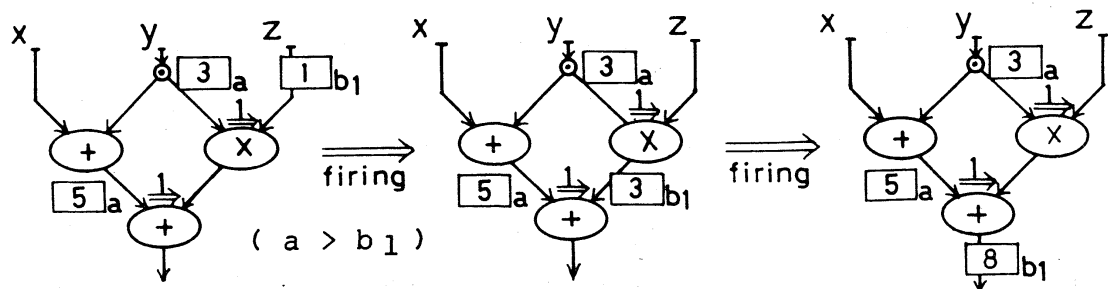 x y z
3 a 1 b1
1
+ x
5 a 1
+
( a > b1 )
firing
x y z
3 a
1
+ x
5 a 1 3 b1
+
firing
x y z
3 a
1
+ x
5 a 1
+
8 b1